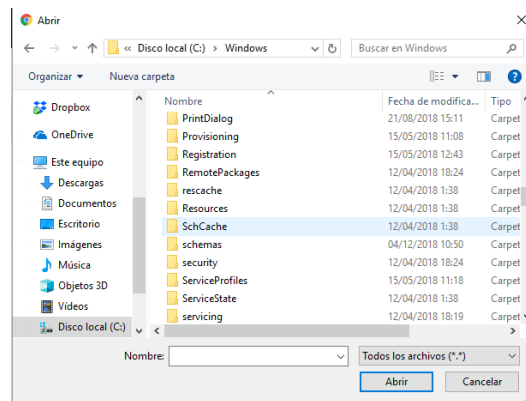 Abrir
« Disco local (C:) › Windows
Buscar en Windows
Organizar
Nueva carpeta
Dropbox
OneDrive
Este equipo
Descargas
Documentos
Escritorio
Imágenes
Música
Objetos 3D
Vídeos
Disco local (C:)
Nombre Fecha de modifica... Tipo
PrintDialog 21/08/2018 15:11 Carpet
Provisioning 15/05/2018 11:08 Carpet
Registration 15/05/2018 12:43 Carpet
RemotePackages 12/04/2018 18:24 Carpet
rescache 12/04/2018 1:38 Carpet
Resources 12/04/2018 1:38 Carpet
SchCache 12/04/2018 1:38 Carpet
schemas 04/12/2018 10:50 Carpet
security 12/04/2018 18:24 Carpet
ServiceProfiles 15/05/2018 11:18 Carpet
ServiceState 12/04/2018 1:38 Carpet
servicing 12/04/2018 18:19 Carpet
Nombre:
Todos los archivos (*.*)
Abrir
Cancelar